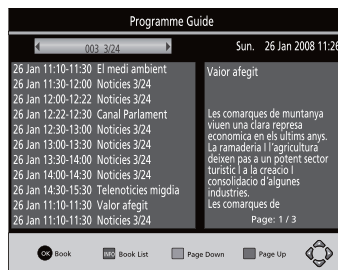 Programme Guide
003 3/24
Sun. 26 Jan 2008 11:26
26 Jan 11:10-11:30 El medi ambient
26 Jan 11:30-12:00 Noticies 3/24
26 Jan 12:00-12:22 Noticies 3/24
26 Jan 12:22-12:30 Canal Parlament
26 Jan 12:30-13:00 Noticies 3/24
26 Jan 13:00-13:30 Noticies 3/24
26 Jan 13:30-14:00 Noticies 3/24
26 Jan 14:00-14:30 Noticies 3/24
26 Jan 14:30-15:30 Telenoticies migdia
26 Jan 11:10-11:30 Valor afegit
26 Jan 11:10-11:30 Noticies 3/24
Vaior afegit
Les comarques de muntanya
viuen una clara represa
economica en els ultims anys.
La ramaderia l l'agricultura
deixen pas a un potent sector
turistic l a la creacio l
consolidacio d'algunes
industries.
Les comarques de
Page: 1 / 3
OK Book
INFO Book List
Page Down
Page Up